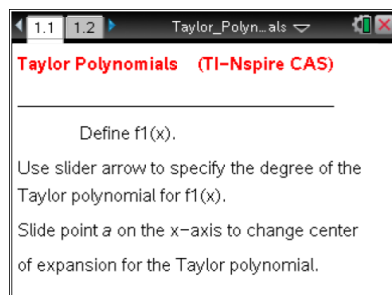 1.1 1.2 Taylor_Polyn...als
Taylor Polynomials (TI-Nspire CAS)
Define f1(x).
Use slider arrow to specify the degree of the
Taylor polynomial for f1(x).
Slide point a on the x-axis to change center
of expansion for the Taylor polynomial.